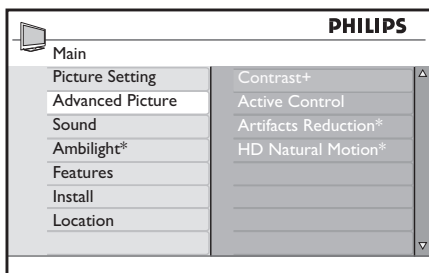 PHILIPS
Main
Picture Setting
Advanced Picture
Sound
Ambilight*
Features
Install
Location
Contrast+
Active Control
Artifacts Reduction*
HD Natural Motion*